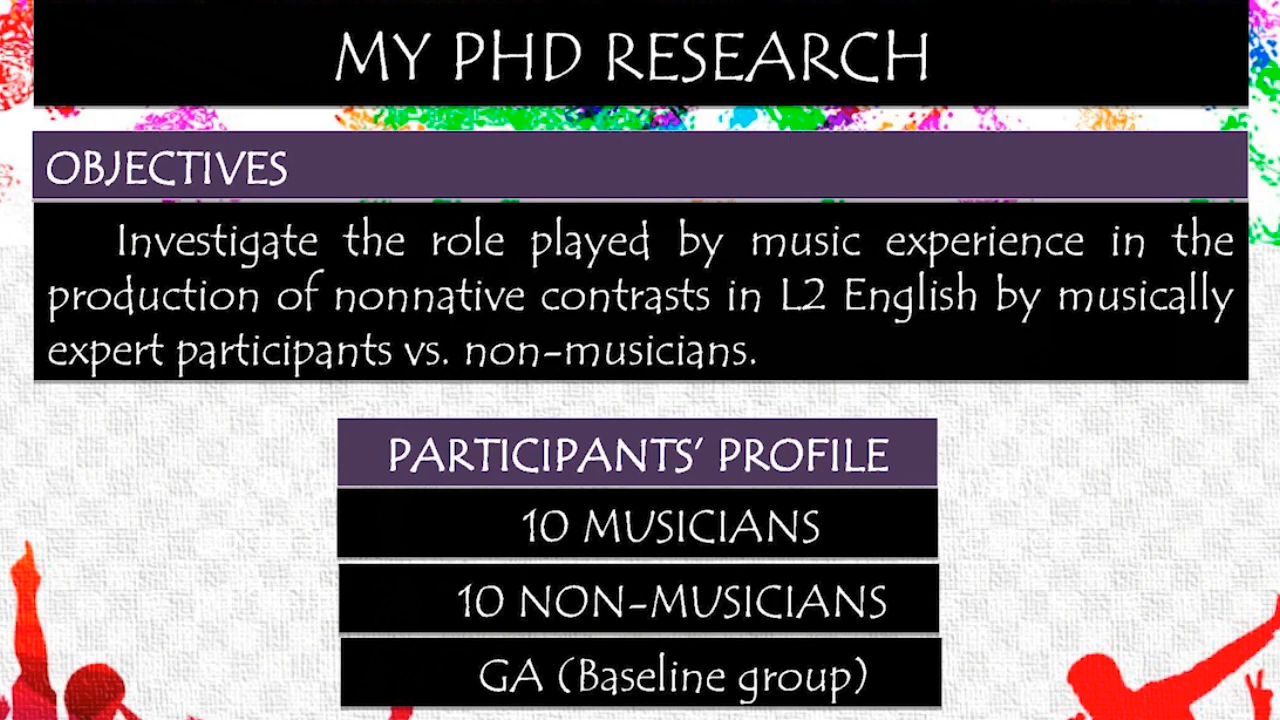 MY PHD RESEARCH
OBJECTIVES
Investigate the role played by music experience in the
production of nonnative contrasts in L2 English by musically
expert participants vs. non-musicians.
PARTICIPANTS' PROFILE
10 MUSICIANS
10 NON-MUSICIANS
GA (Baseline group)